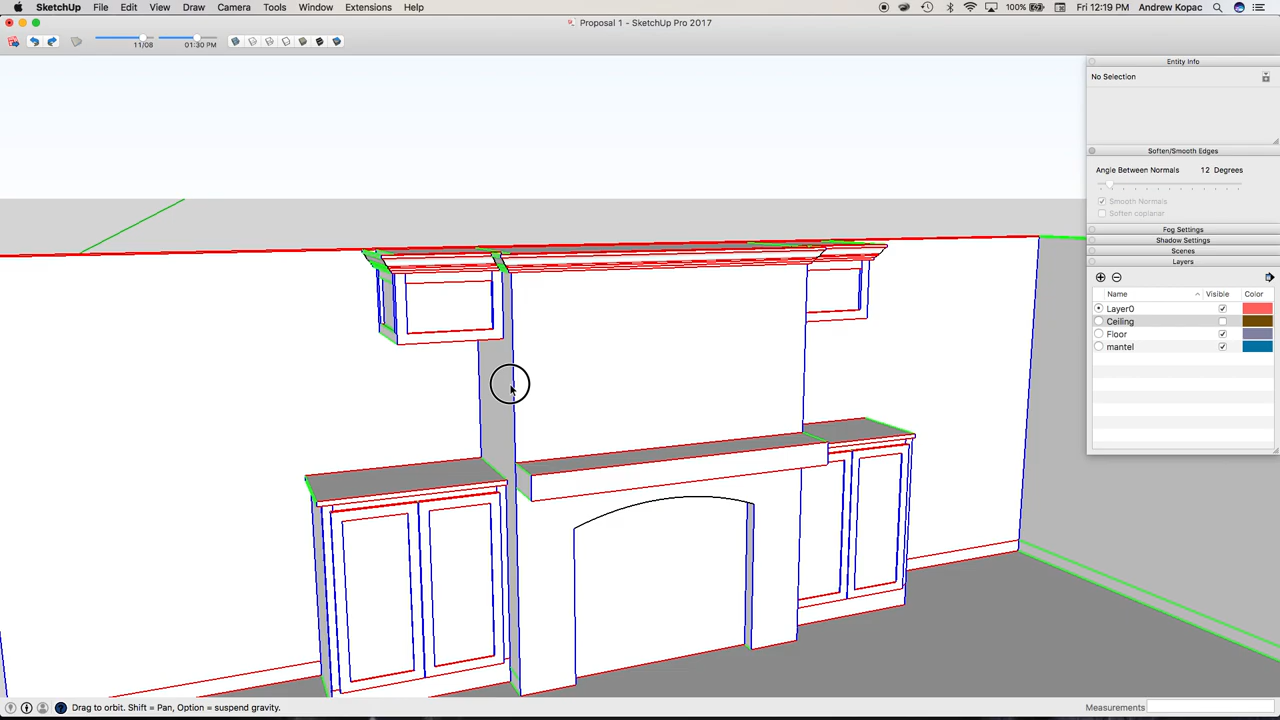 SketchUp File Edit View Draw Camera Tools Window Extensions Help 100% Fri 12:19 PM Andrew Kopac
Proposal 1 - SketchUp Pro 2017
11/08 01:30 PM
Entity Info
No Selection
Soften/Smooth Edges
Angle Between Normals 12 Degrees
Smooth Normals
Soften coplanar
Fog Settings
Shadow Settings
Scenes
Layers
Name Visible Color
Layer0
Ceiling
Floor
mantel
Drag to orbit. Shift = Pan, Option = suspend gravity. Measurements